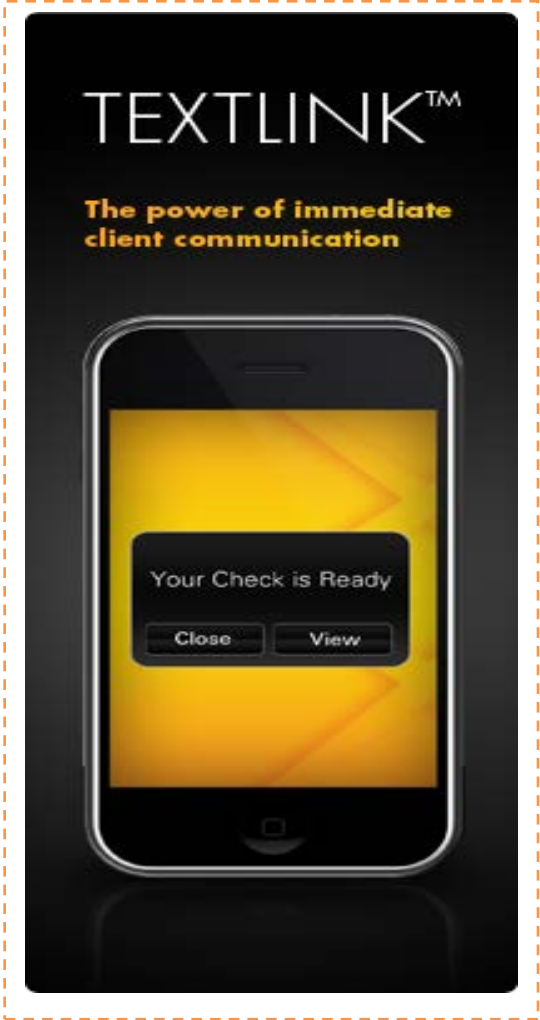 TEXTLINK™
The power of immediate
client communication
Your Check is Ready
Close View